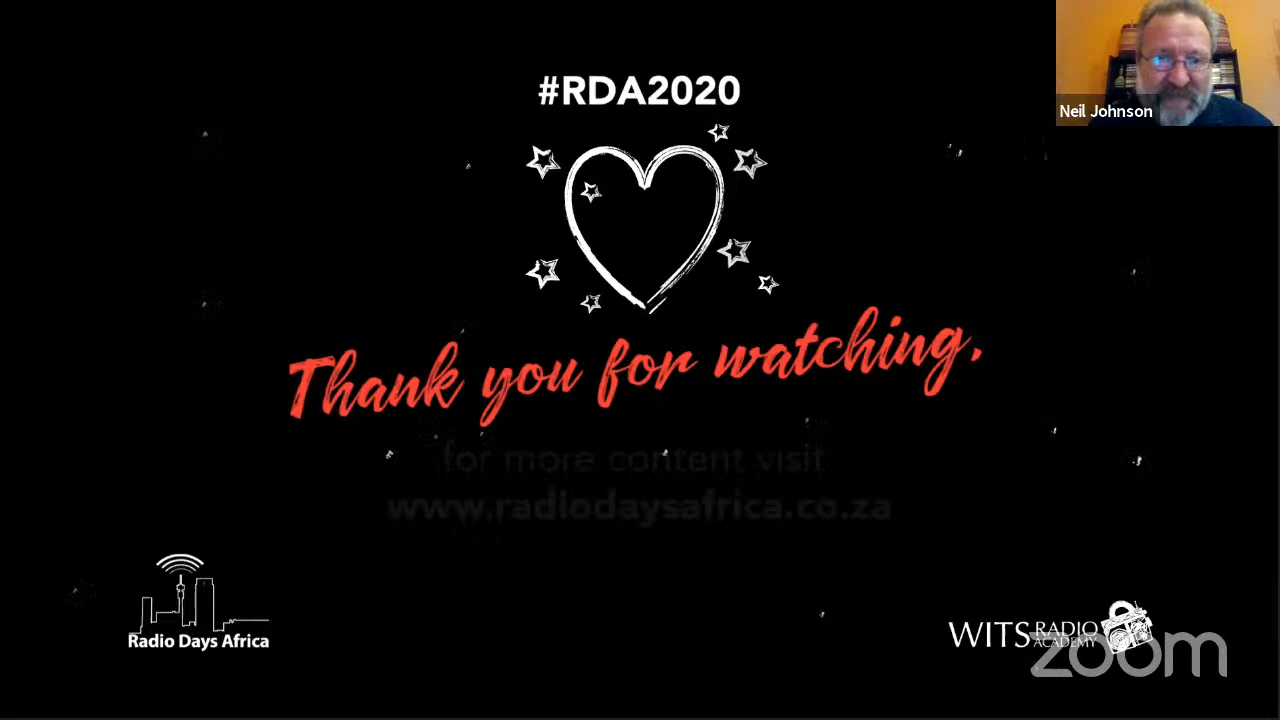 #RDA2020
Neil Johnson
Thank you for watching,
for more content visit
www.radiodaysafrica.co.za
Radio Days Africa
WITS RADIO
ACADEMY
zoom